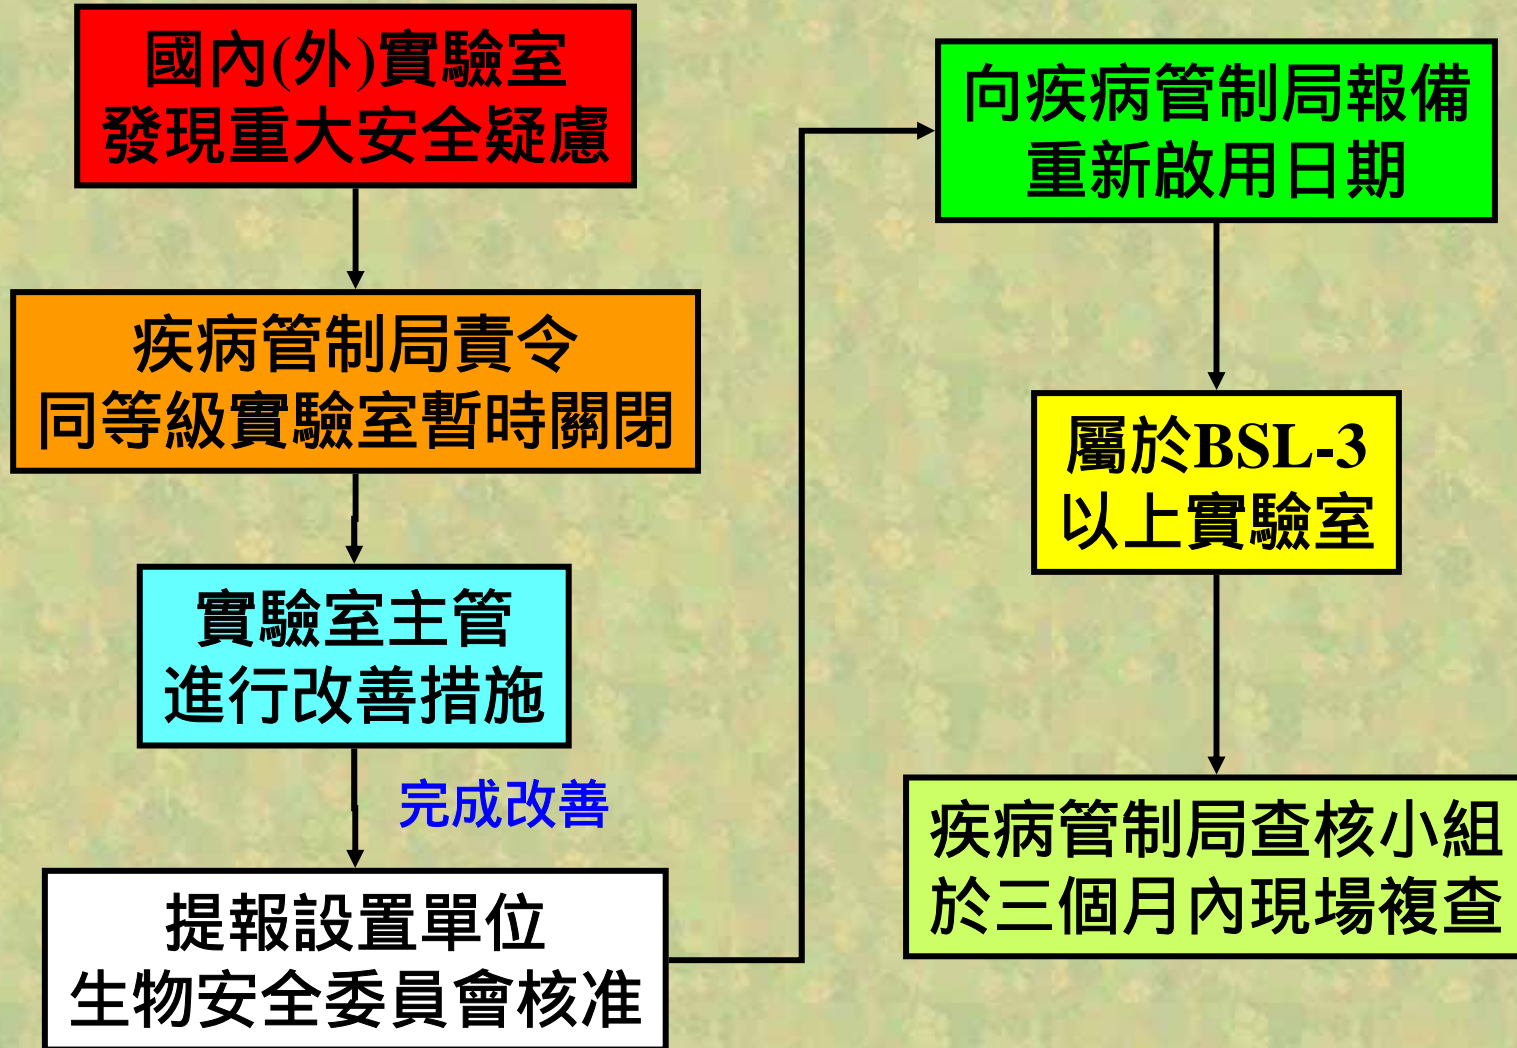 國內(外)實驗室
發現重大安全疑慮
疾病管制局責令
同等級實驗室暫時關閉
實驗室主管
進行改善措施
完成改善
提報設置單位
生物安全委員會核准
向疾病管制局報備
重新啟用日期
屬於BSL-3
以上實驗室
疾病管制局查核小組
於三個月內現場複查